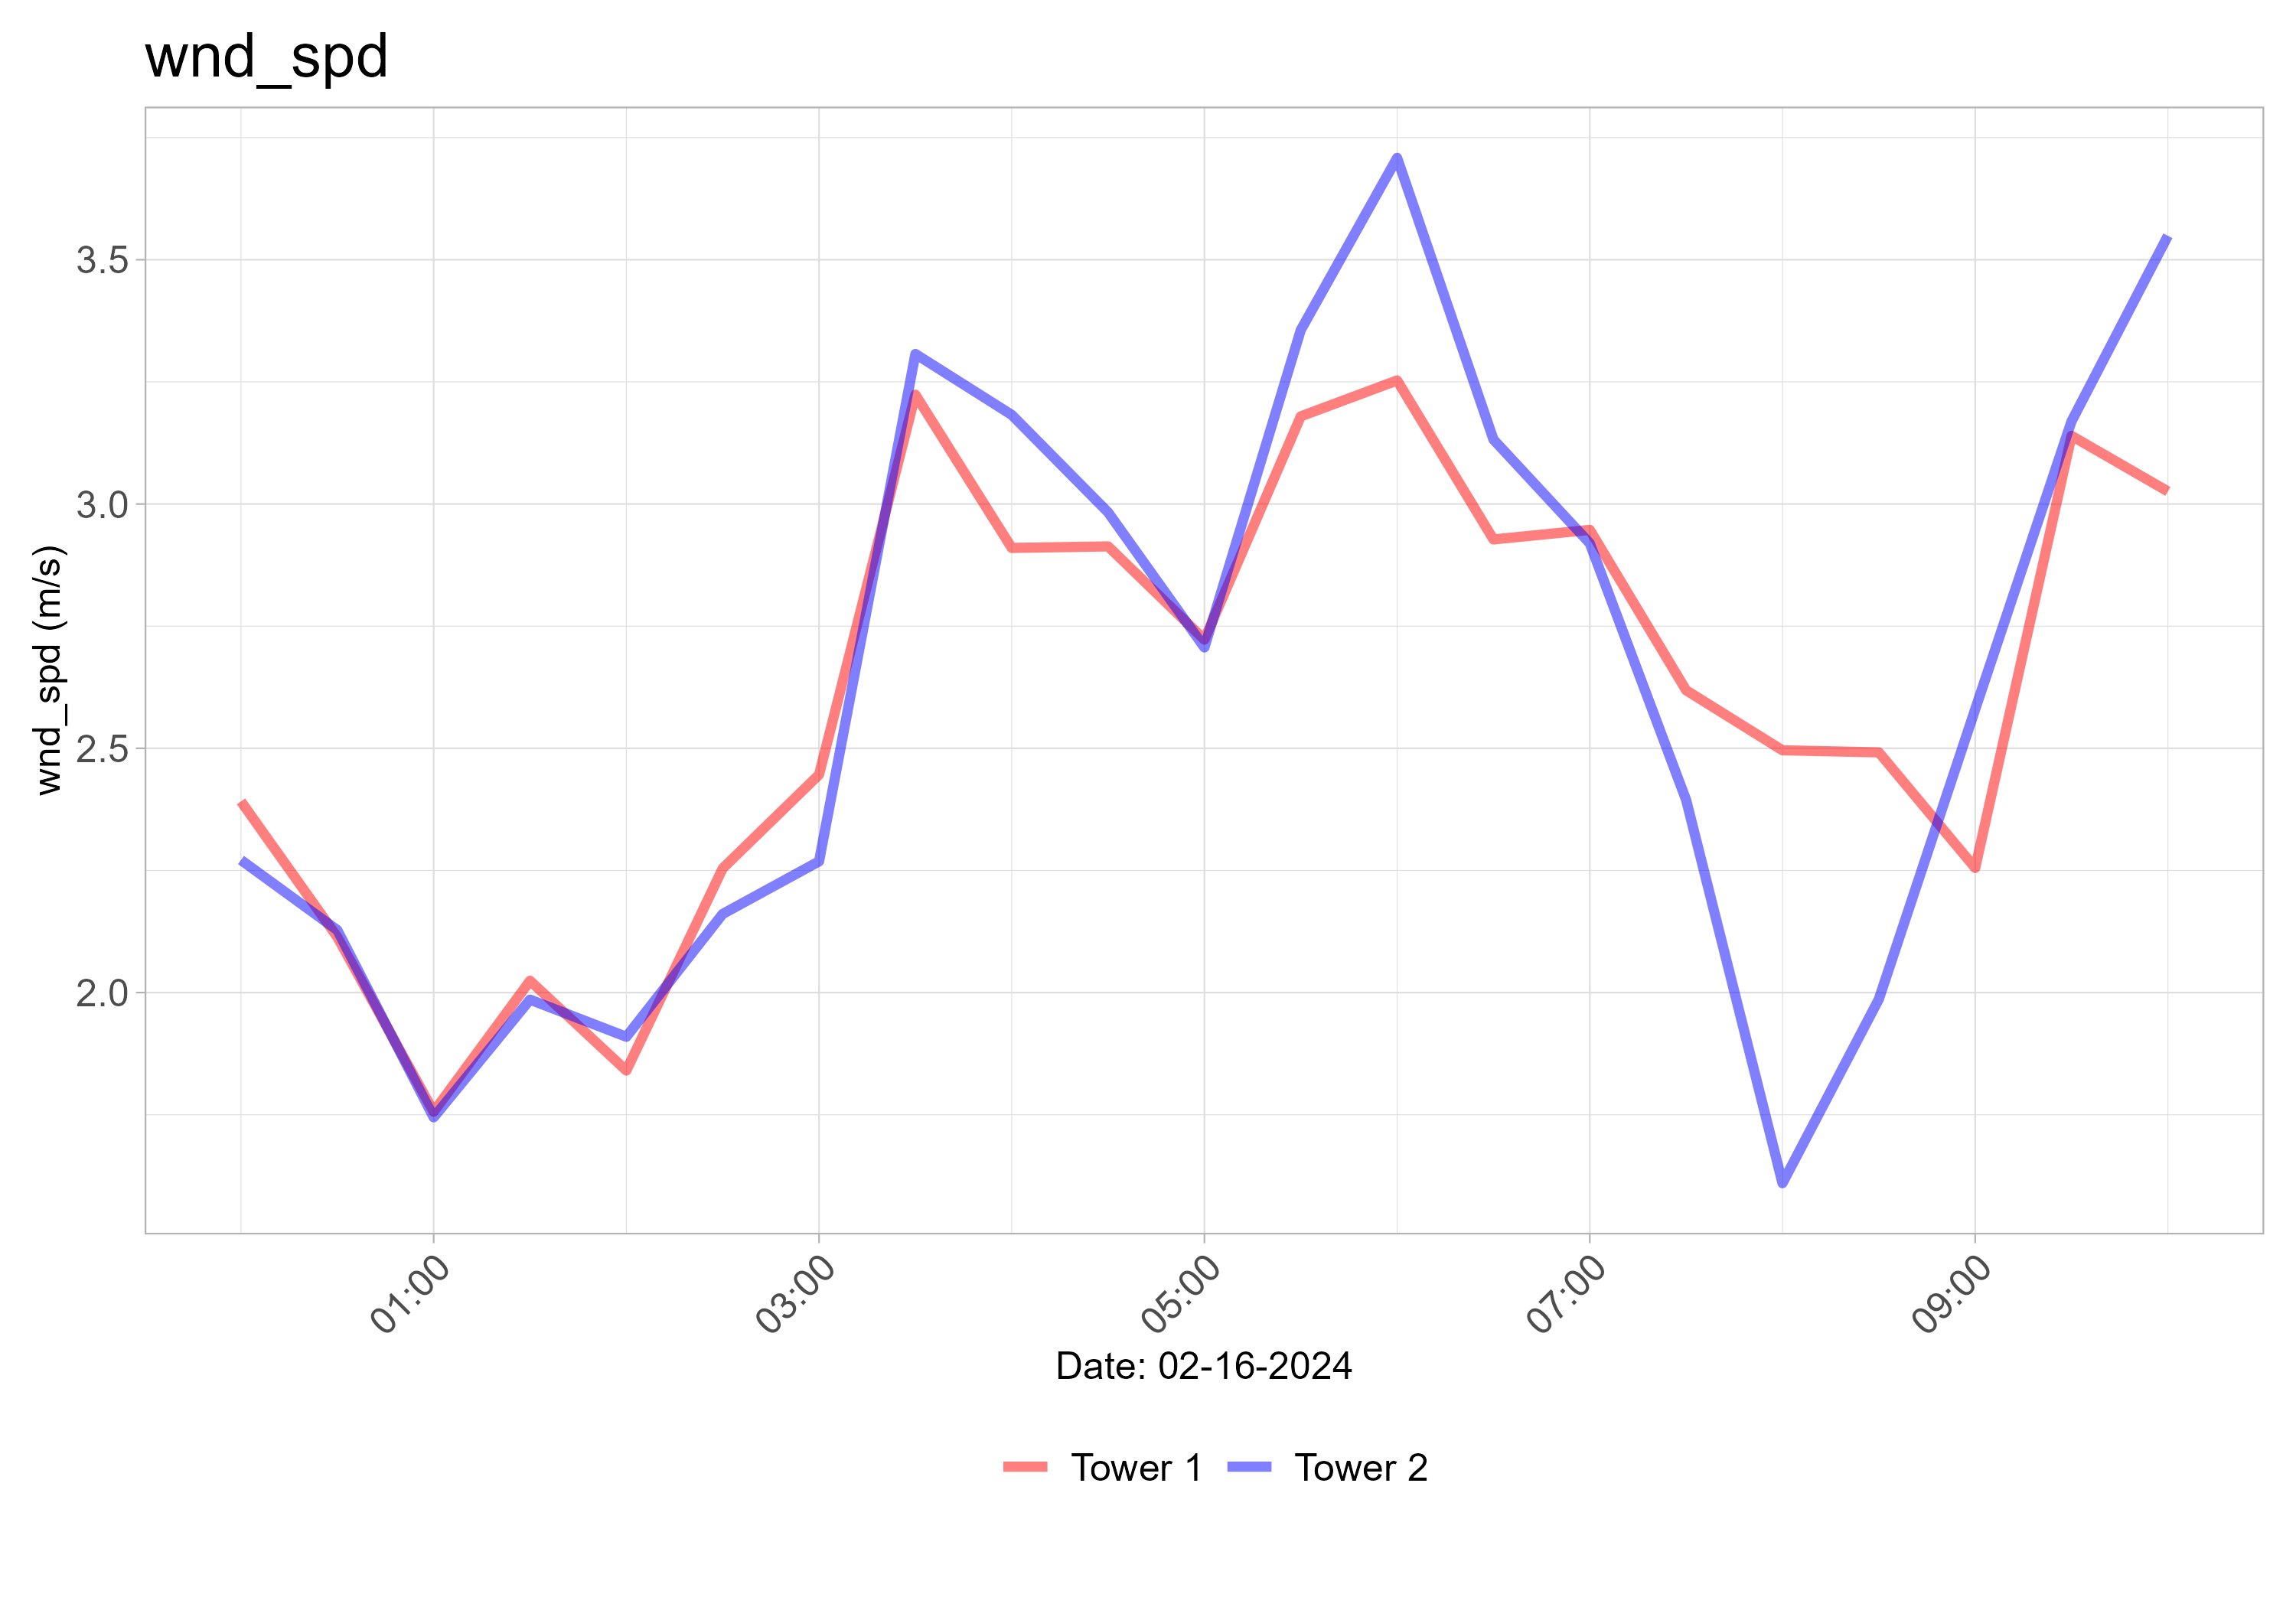 wnd_spd
wnd_spd (m/s)
3.5
3.0
2.5
2.0
01:00 03:00 05:00 07:00 09:00
Date: 02-16-2024
Tower 1 Tower 2